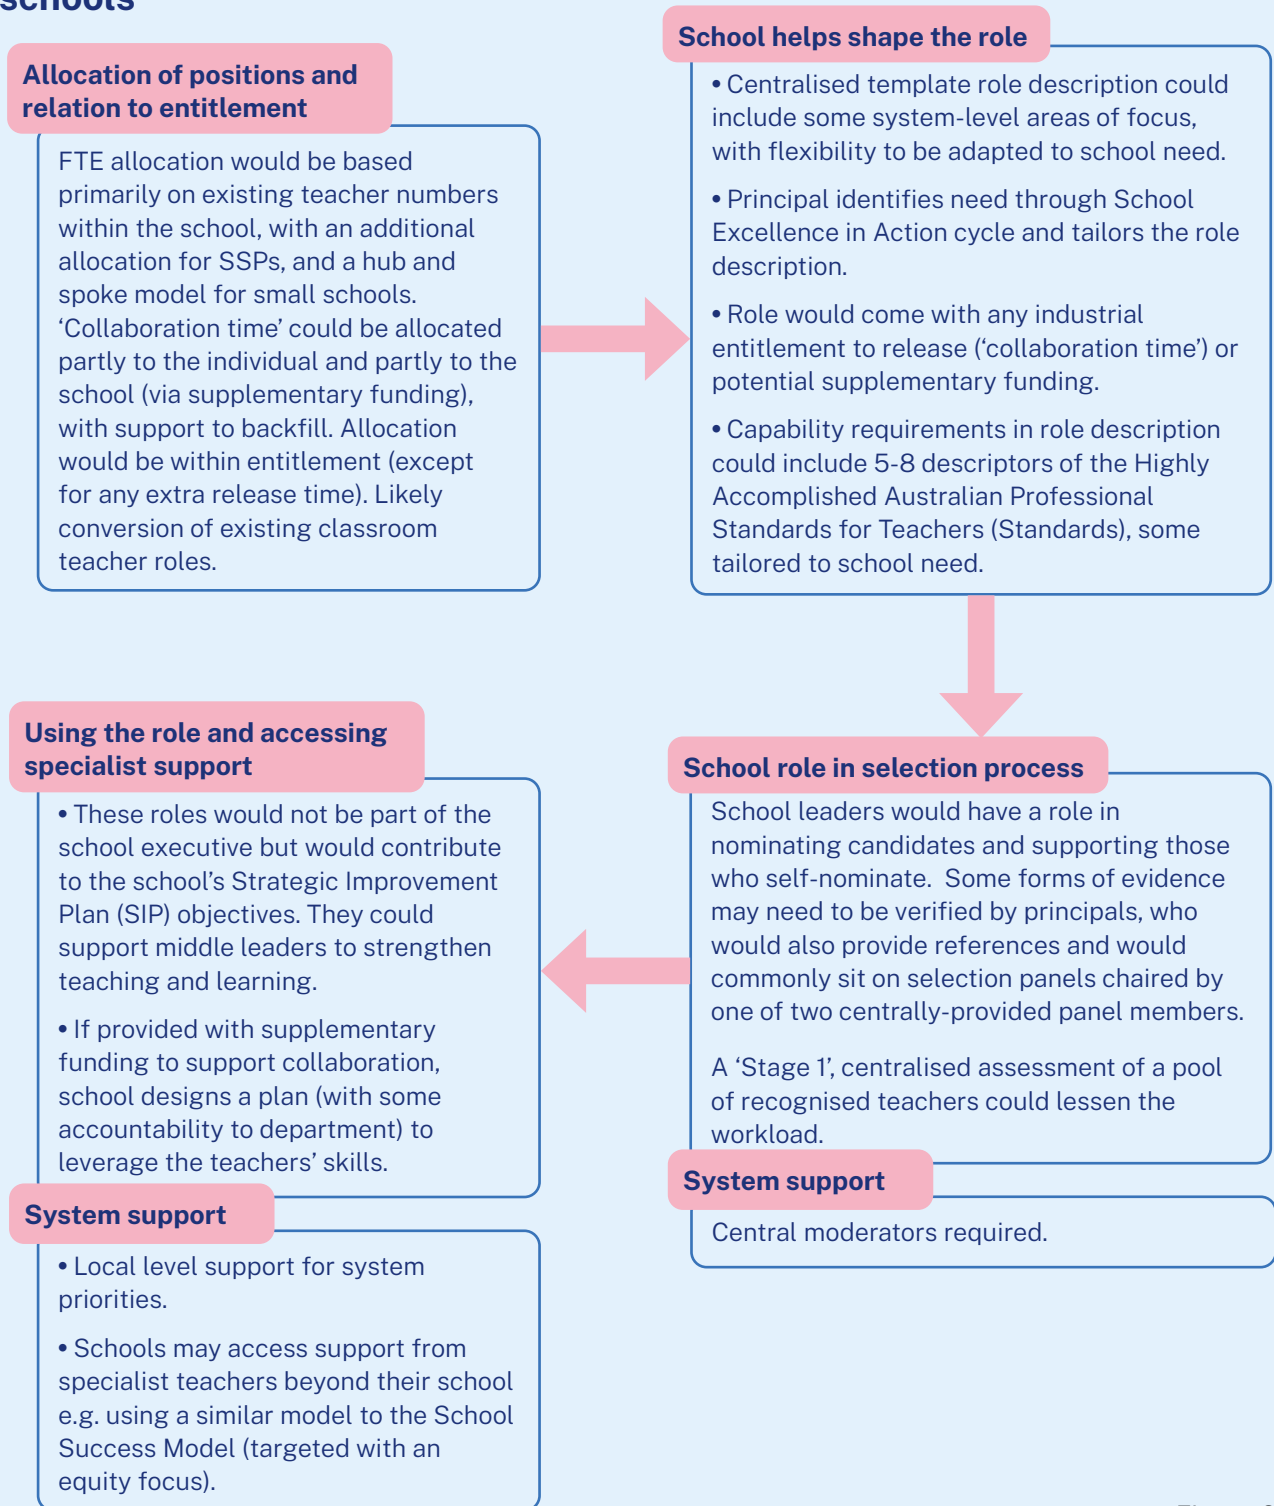 schools
Allocation of positions and
relation to entitlement
FTE allocation would be based
primarily on existing teacher numbers
within the school, with an additional
allocation for SSPs, and a hub and
spoke model for small schools.
‘Collaboration time’ could be allocated
partly to the individual and partly to the
school (via supplementary funding),
with support to backfill. Allocation
would be within entitlement (except
for any extra release time). Likely
conversion of existing classroom
teacher roles.
School helps shape the role
• Centralised template role description could
include some system-level areas of focus,
with flexibility to be adapted to school need.
• Principal identifies need through School
Excellence in Action cycle and tailors the role
description.
• Role would come with any industrial
entitlement to release (‘collaboration time’) or
potential supplementary funding.
• Capability requirements in role description
could include 5-8 descriptors of the Highly
Accomplished Australian Professional
Standards for Teachers (Standards), some
tailored to school need.
School role in selection process
School leaders would have a role in
nominating candidates and supporting those
who self-nominate.  Some forms of evidence
may need to be verified by principals, who
would also provide references and would
commonly sit on selection panels chaired by
one of two centrally-provided panel members.
A ‘Stage 1’, centralised assessment of a pool
of recognised teachers could lessen the
workload.
System support
Central moderators required.
Using the role and accessing
specialist support
• These roles would not be part of the
school executive but would contribute
to the school’s Strategic Improvement
Plan (SIP) objectives. They could
support middle leaders to strengthen
teaching and learning.
• If provided with supplementary
funding to support collaboration,
school designs a plan (with some
accountability to department) to
leverage the teachers’ skills.
System support
• Local level support for system
priorities.
• Schools may access support from
specialist teachers beyond their school
e.g. using a similar model to the School
Success Model (targeted with an
equity focus).